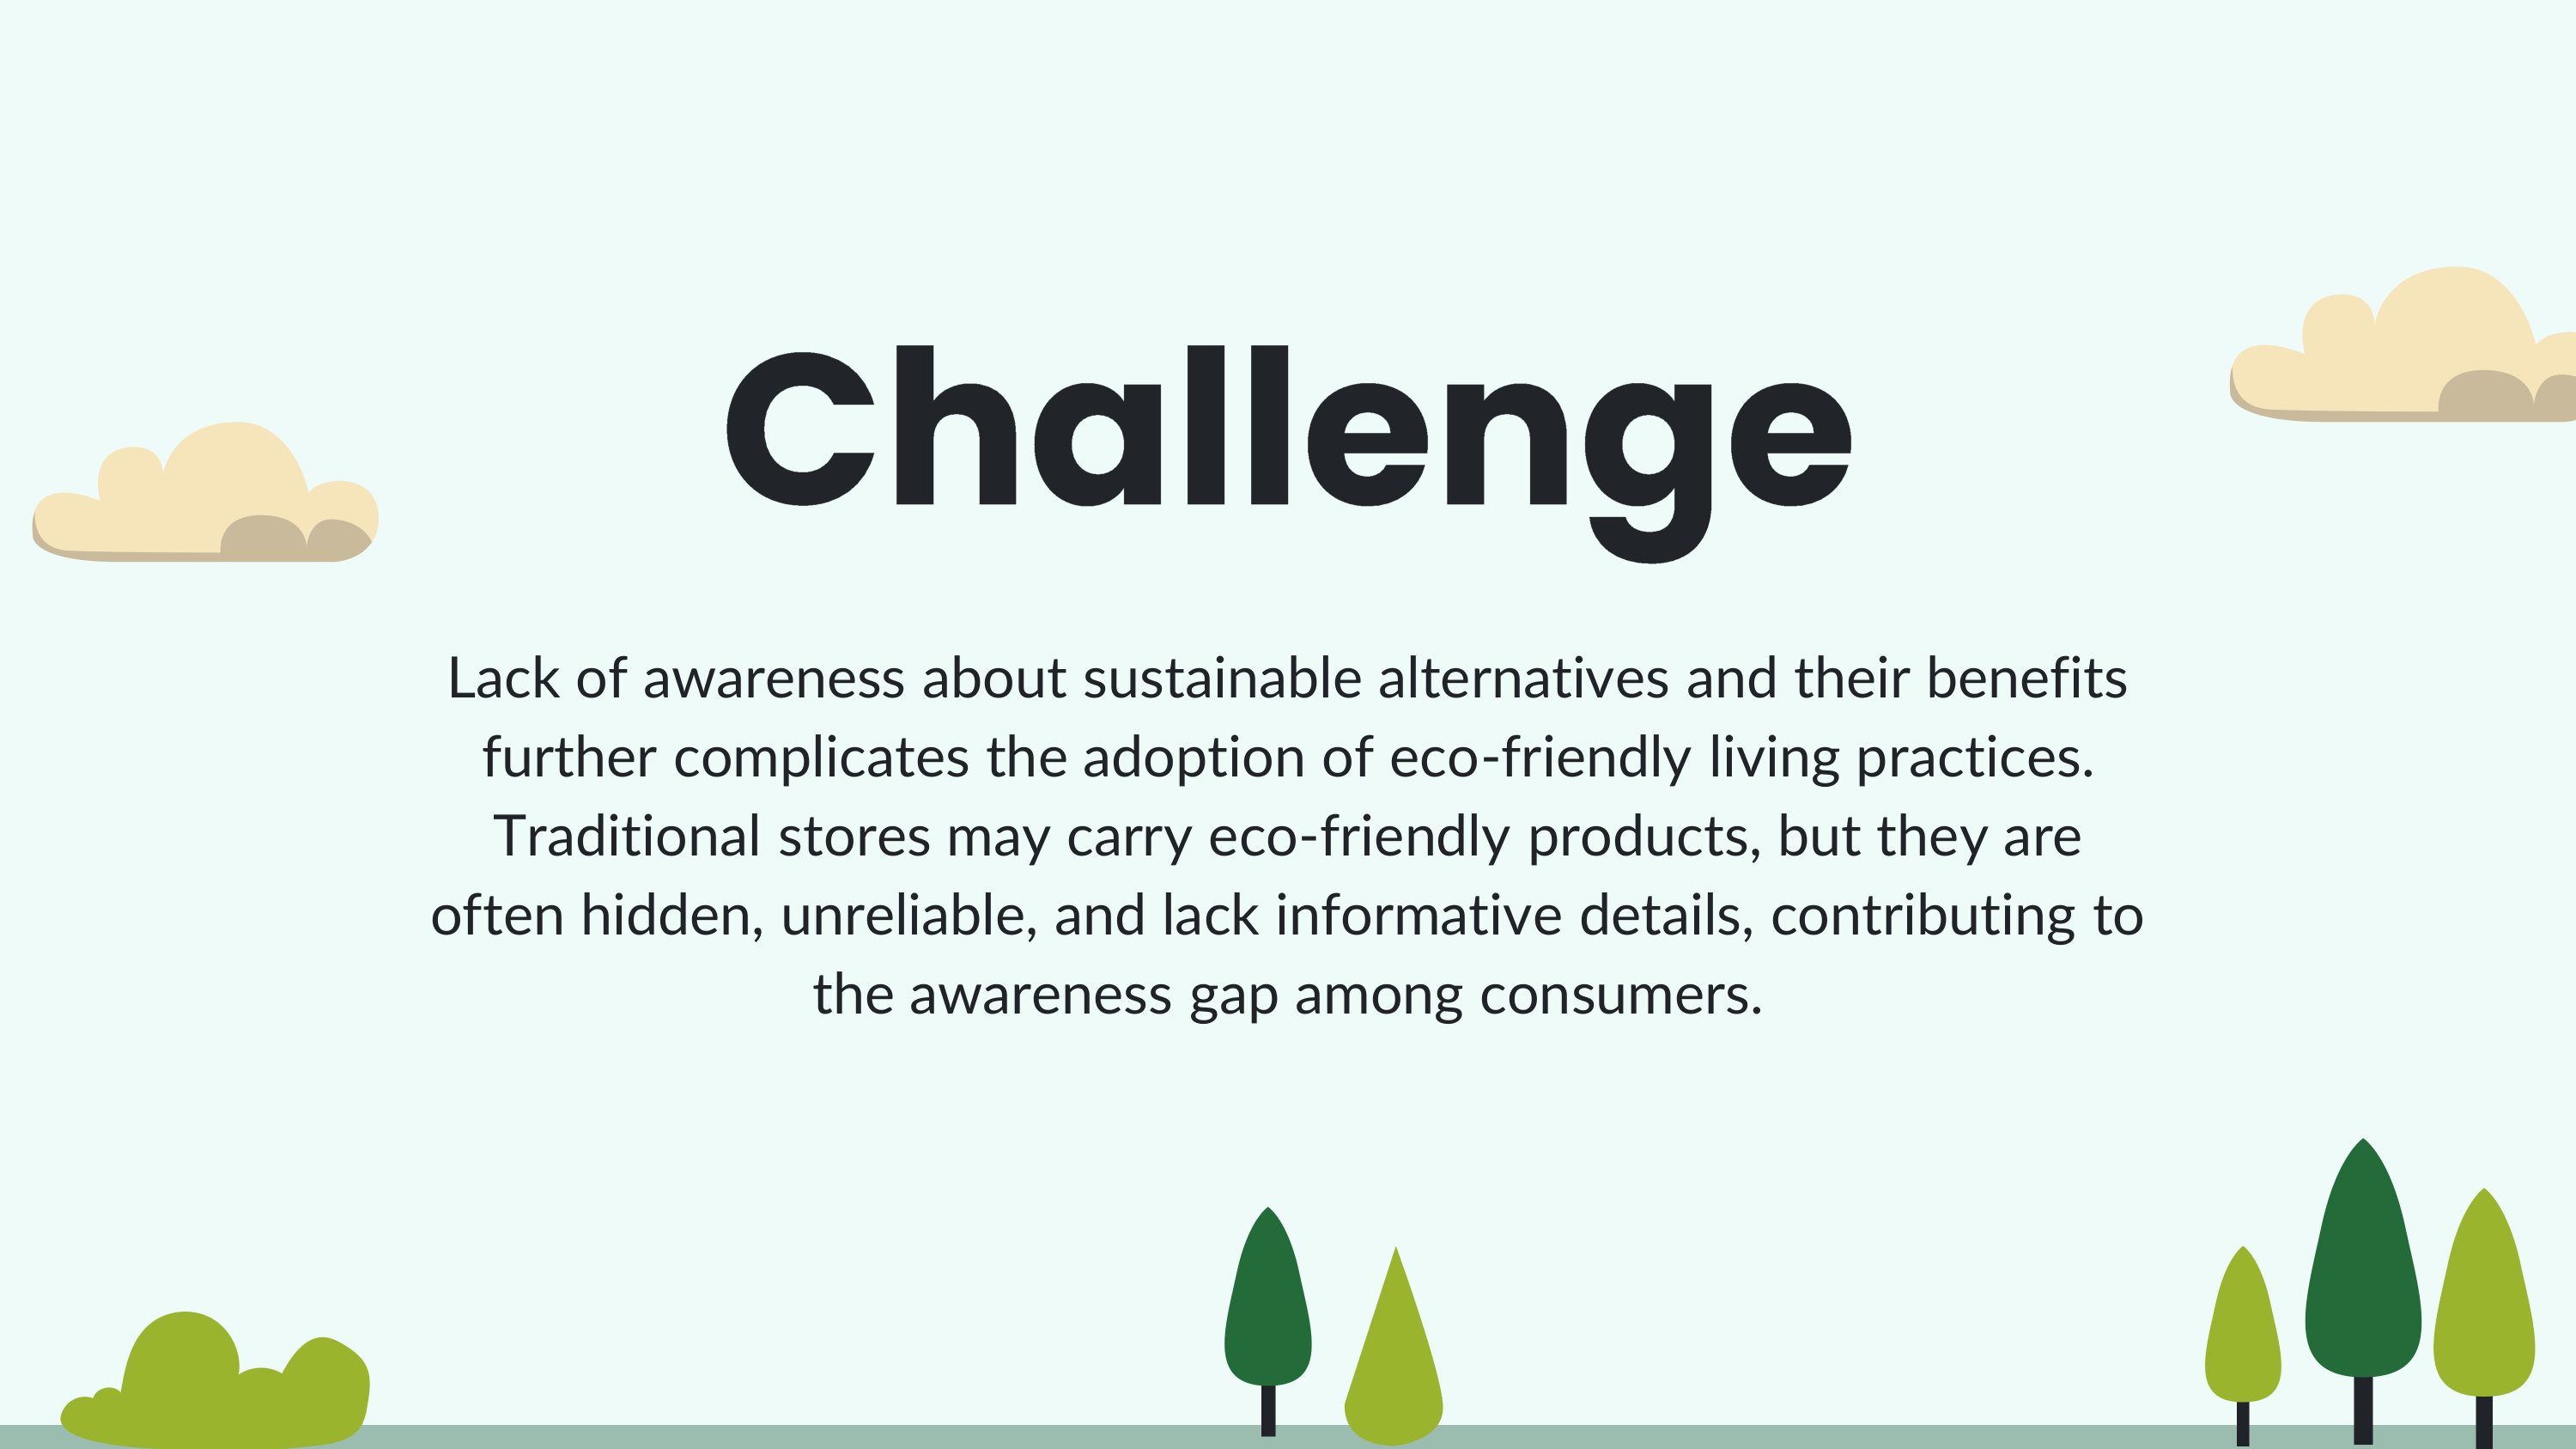 Challenge
Lack of awareness about sustainable alternatives and their benefits
further complicates the adoption of eco-friendly living practices.
Traditional stores may carry eco-friendly products, but they are
often hidden, unreliable, and lack informative details, contributing to
the awareness gap among consumers.